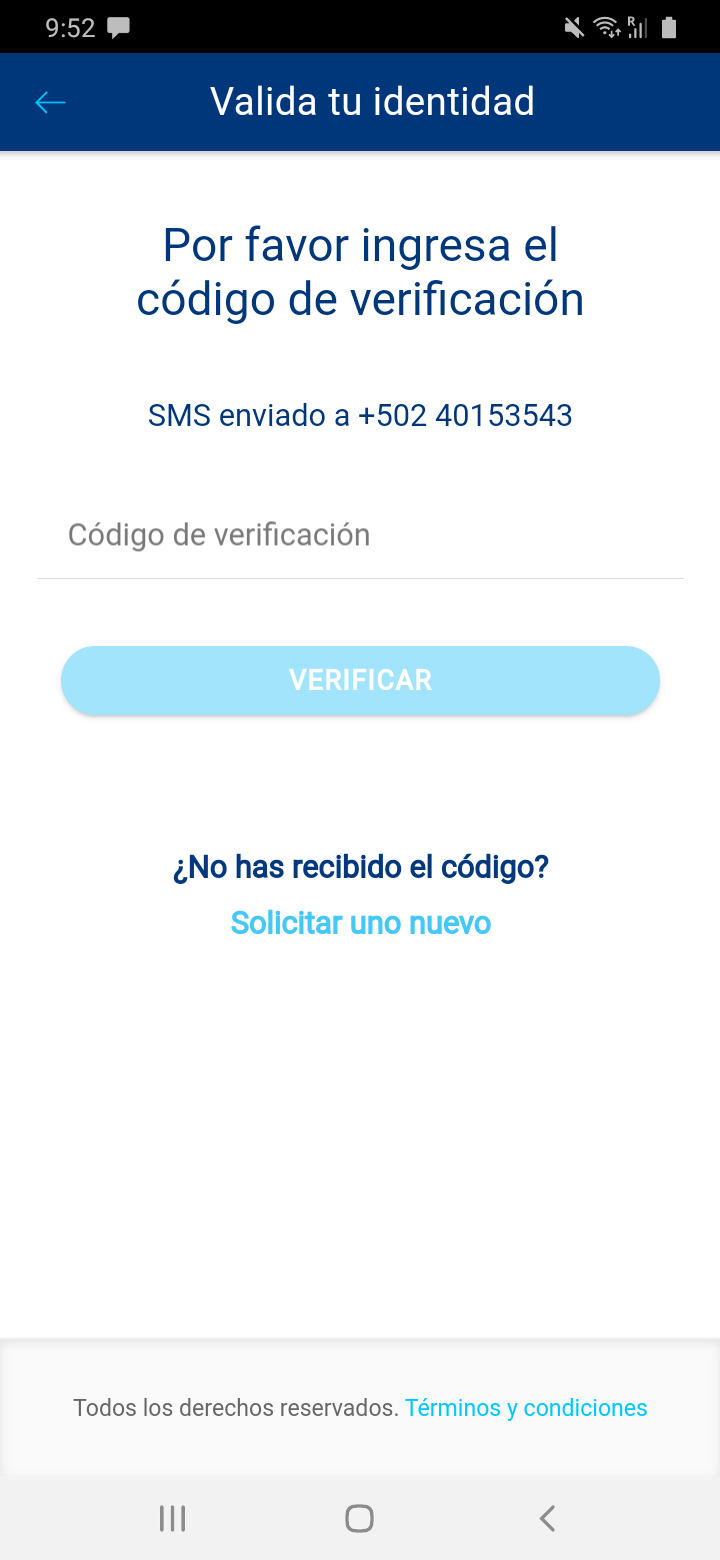 9:52
R
Valida tu identidad
Por favor ingresa el
código de verificación
SMS enviado a +502 40153543
Código de verificación
VERIFICAR
¿No has recibido el código?
Solicitar uno nuevo
Todos los derechos reservados. Términos y condiciones